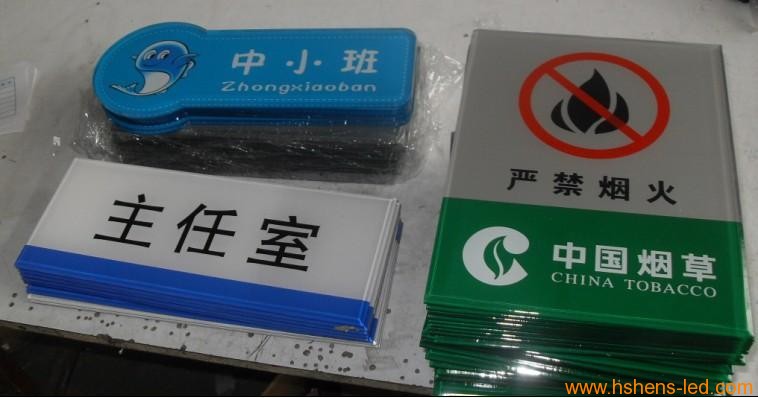 中小班
Zhongxiaoban
主任室
严禁烟火
中国烟草
CHINA TOBACCO
www.hshens-led.com